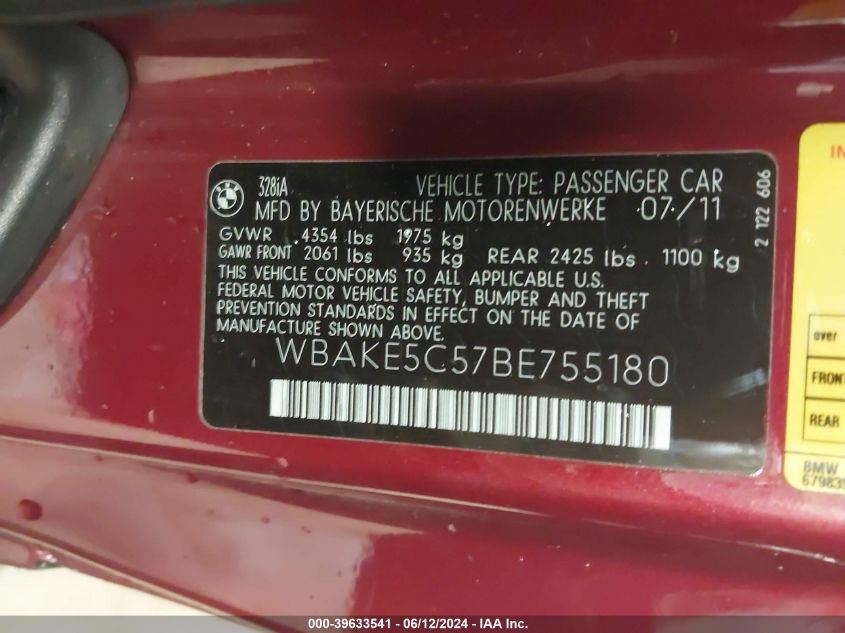 BMW
328iA
VEHICLE TYPE: PASSENGER CAR
MFD BY BAYERISCHE MOTORENWERKE 07/11
GVWR 4354 lbs 1975 kg
GAWR FRONT 2061 lbs 935 kg REAR 2425 lbs 1100 kg
THIS VEHICLE CONFORMS TO ALL APPLICABLE U.S.
FEDERAL MOTOR VEHICLE SAFETY, BUMPER AND THEFT
PREVENTION STANDARDS IN EFFECT ON THE DATE OF
MANUFACTURE SHOWN ABOVE.
WBAKE5C57BE755180
2 122 606
over
FRONT
REAR
BMW
000-39633541 - 06/12/2024 - IAA Inc.